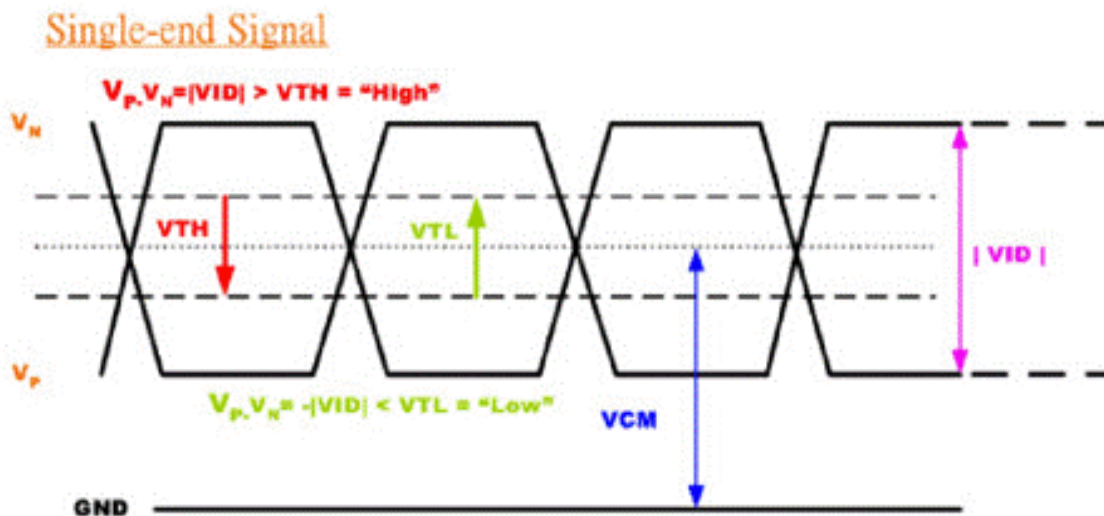 Single-end Signal
VP-VN=|VID| > VTH = “High”
VN
VTH
VTL
| VID |
VP
VP-VN= -|VID| < VTL = “Low”
VCM
GND